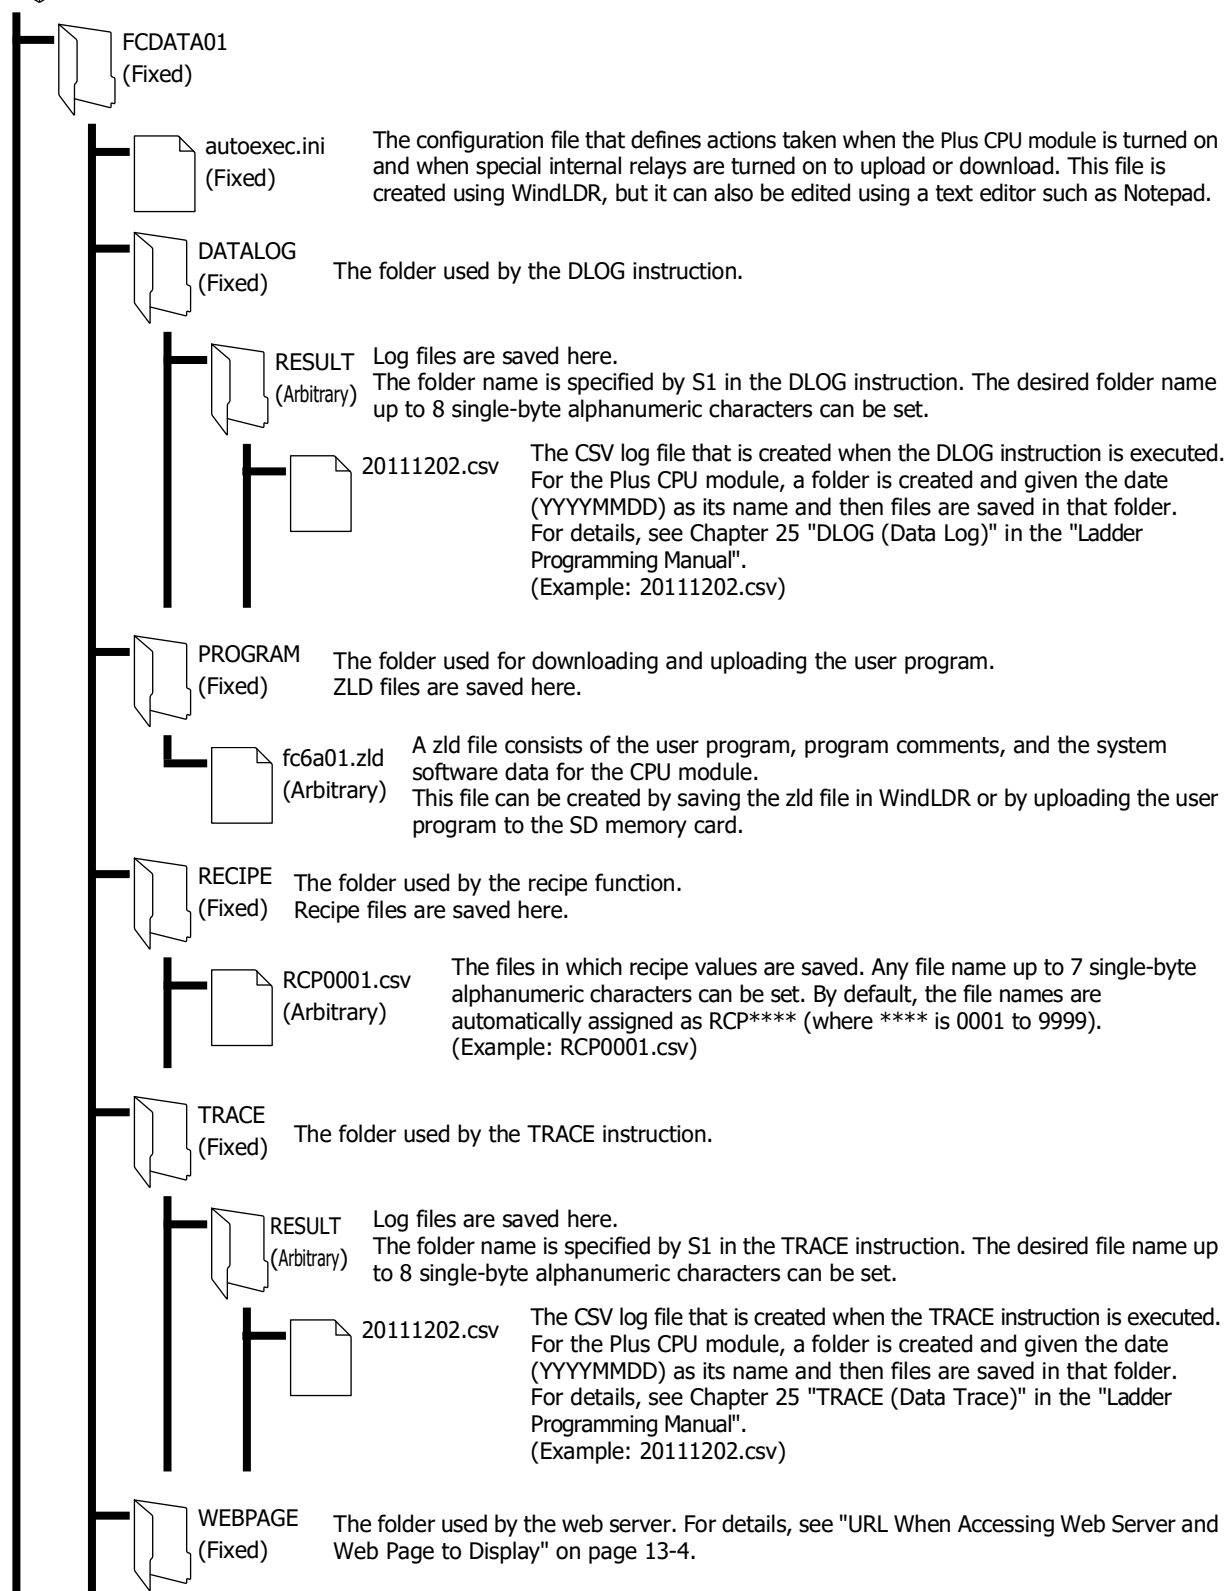 FCDATA01
(Fixed)
autoexec.ini
(Fixed)
The configuration file that defines actions taken when the Plus CPU module is turned on
and when special internal relays are turned on to upload or download. This file is
created using WindLDR, but it can also be edited using a text editor such as Notepad.
DATALOG
(Fixed)
The folder used by the DLOG instruction.
RESULT
(Arbitrary)
Log files are saved here.
The folder name is specified by S1 in the DLOG instruction. The desired folder name
up to 8 single-byte alphanumeric characters can be set.
20111202.csv
The CSV log file that is created when the DLOG instruction is executed.
For the Plus CPU module, a folder is created and given the date
(YYYYMMDD) as its name and then files are saved in that folder.
For details, see Chapter 25 "DLOG (Data Log)" in the "Ladder
Programming Manual".
(Example: 20111202.csv)
PROGRAM
(Fixed)
The folder used for downloading and uploading the user program.
ZLD files are saved here.
fc6a01.zld
(Arbitrary)
A zld file consists of the user program, program comments, and the system
software data for the CPU module.
This file can be created by saving the zld file in WindLDR or by uploading the user
program to the SD memory card.
RECIPE
(Fixed)
The folder used by the recipe function.
Recipe files are saved here.
RCP0001.csv
(Arbitrary)
The files in which recipe values are saved. Any file name up to 7 single-byte
alphanumeric characters can be set. By default, the file names are
automatically assigned as RCP**** (where **** is 0001 to 9999).
(Example: RCP0001.csv)
TRACE
(Fixed)
The folder used by the TRACE instruction.
RESULT
(Arbitrary)
Log files are saved here.
The folder name is specified by S1 in the TRACE instruction. The desired file name up
to 8 single-byte alphanumeric characters can be set.
20111202.csv
The CSV log file that is created when the TRACE instruction is executed.
For the Plus CPU module, a folder is created and given the date
(YYYYMMDD) as its name and then files are saved in that folder.
For details, see Chapter 25 "TRACE (Data Trace)" in the "Ladder
Programming Manual".
(Example: 20111202.csv)
WEBPAGE
(Fixed)
The folder used by the web server. For details, see "URL When Accessing Web Server and
Web Page to Display" on page 13-4.